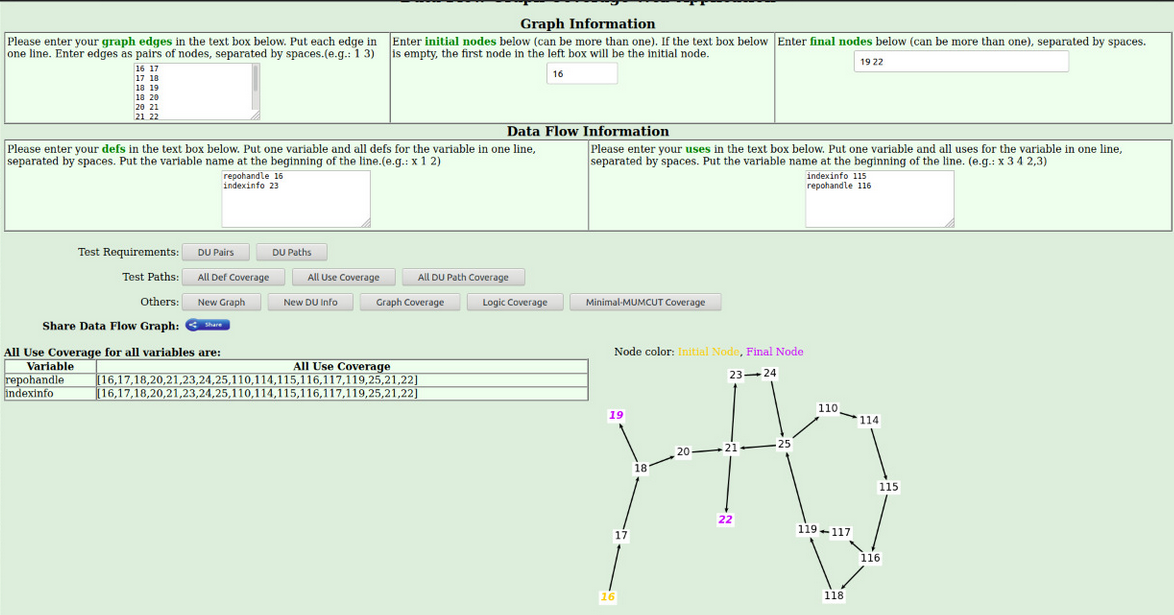 Data Flow Graph Coverage Web Application
Graph Information
Please enter your graph edges in the text box below. Put each edge in
one line. Enter edges as pairs of nodes, separated by spaces.(e.g.: 1 3)
16 17
17 18
18 19
18 20
20 21
21 22
Enter initial nodes below (can be more than one). If the text box below
is empty, the first node in the left box will be the initial node.
16
Enter final nodes below (can be more than one), separated by spaces.
19 22
Data Flow Information
Please enter your defs in the text box below. Put one variable and all defs for the variable in one line,
separated by spaces. Put the variable name at the beginning of the line.(e.g.: x 1 2)
repohandle 16
indexinfo 23
Please enter your uses in the text box below. Put one variable and all uses for the variable in one line,
separated by spaces. Put the variable name at the beginning of the line. (e.g.: x 3 4 2,3)
indexinfo 115
repohandle 116
Test Requirements: DU Pairs DU Paths
Test Paths: All Def Coverage All Use Coverage All DU Path Coverage
Others: New Graph New DU Info Graph Coverage Logic Coverage Minimal-MUMCUT Coverage
Share Data Flow Graph: Share
All Use Coverage for all variables are:
Variable All Use Coverage
repohandle [16,17,18,20,21,23,24,25,110,114,115,116,117,119,25,21,22]
indexinfo [16,17,18,20,21,23,24,25,110,114,115,116,117,119,25,21,22]
Node color: Initial Node, Final Node
23 24
19
110
114
18
20
21
25
115
22
17
119
117
116
16
118